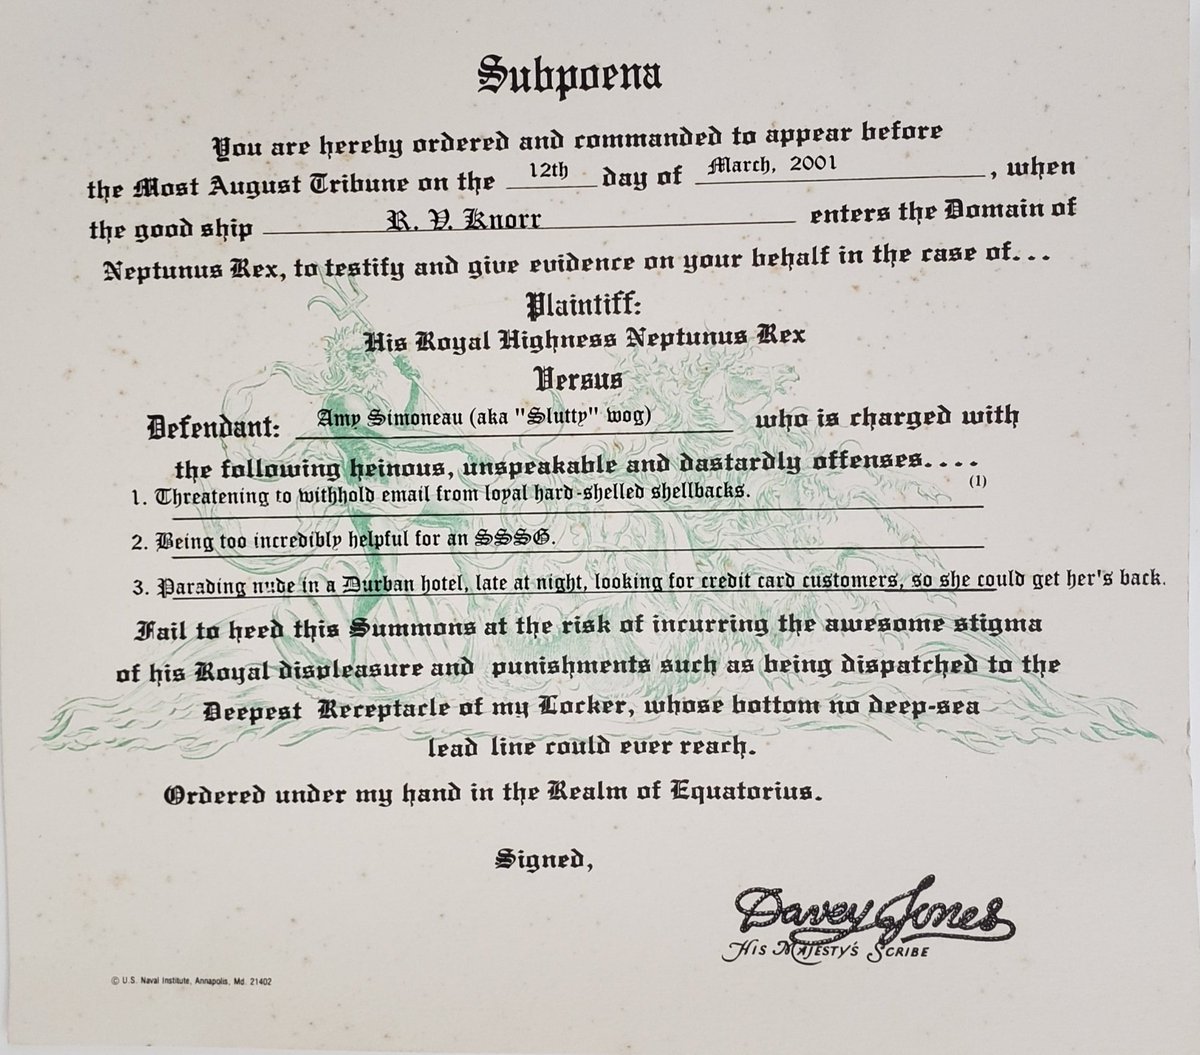 Subpoena
You are hereby ordered and commanded to appear before
the Most August Tribune on the 12th day of March, 2001, when
the good ship R. V. Knorr enters the Domain of
Neptunus Rex, to testify and give evidence on your behalf in the case of...
Plaintiff:
His Royal Highness Neptunus Rex
Versus
Defendant: Amy Simoneau (aka "Slutty" wog) who is charged with
the following heinous, unspeakable and dastardly offenses....
(1)
1. Threatening to withhold email from loyal hard-shelled shellbacks.
2. Being too incredibly helpful for an SSSG.
3. Parading nude in a Durban hotel, late at night, looking for credit card customers, so she could get her's back.
Fail to heed this Summons at the risk of incurring the awesome stigma
of his Royal displeasure and punishments such as being dispatched to the
Deepest Receptacle of my Locker, whose bottom no deep-sea
lead line could ever reach.
Ordered under my hand in the Realm of Equatorius.
Signed,
Davey Jones
His Majesty's Scribe
© U.S. Naval Institute, Annapolis, Md. 21402